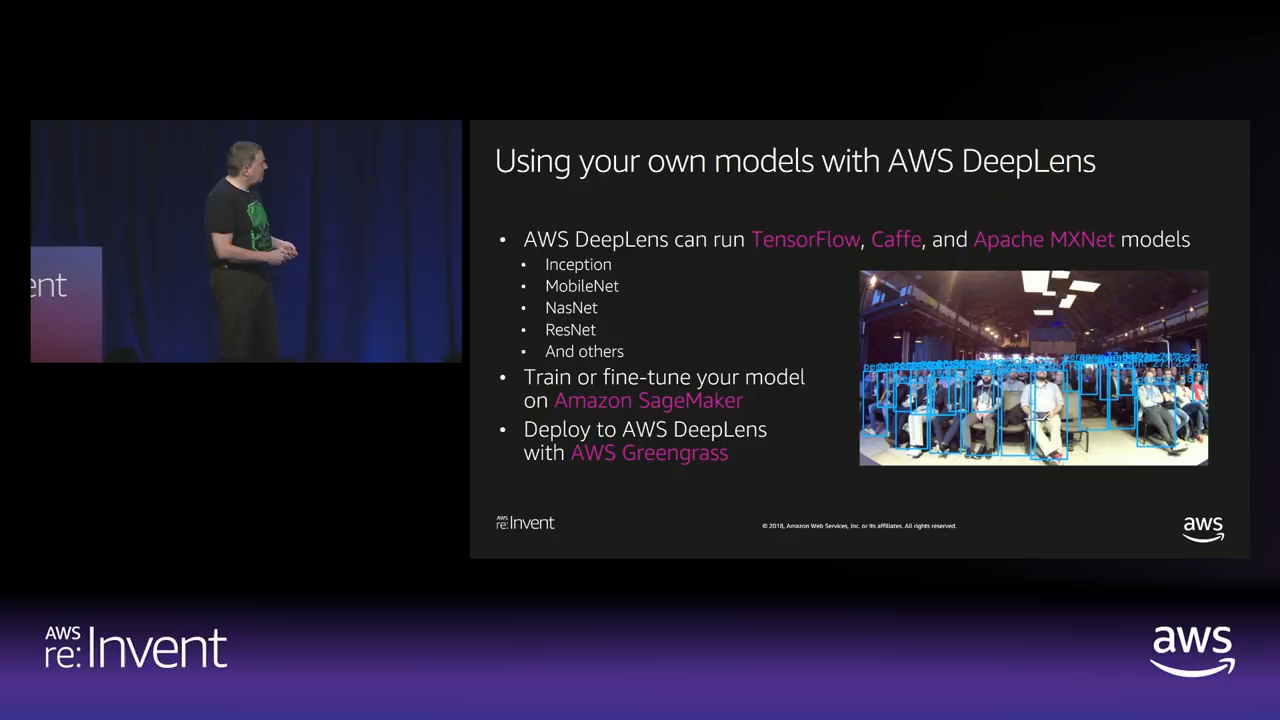 ent
Using your own models with AWS DeepLens
• AWS DeepLens can run TensorFlow, Caffe, and Apache MXNet models
• Inception
• MobileNet
• NasNet
• ResNet
• And others
• Train or fine-tune your model
on Amazon SageMaker
• Deploy to AWS DeepLens
with AWS Greengrass
AWS
re:Invent
© 2018, Amazon Web Services, Inc. or its affiliates. All rights reserved.
aws
AWS
re:Invent
aws